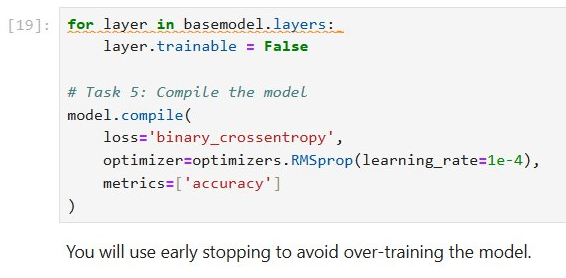 [19]: for layer in basemodel.layers:
    layer.trainable = False

# Task 5: Compile the model
model.compile(
    loss='binary_crossentropy',
    optimizer=optimizers.RMSprop(learning_rate=1e-4),
    metrics=['accuracy']
)
You will use early stopping to avoid over-training the model.